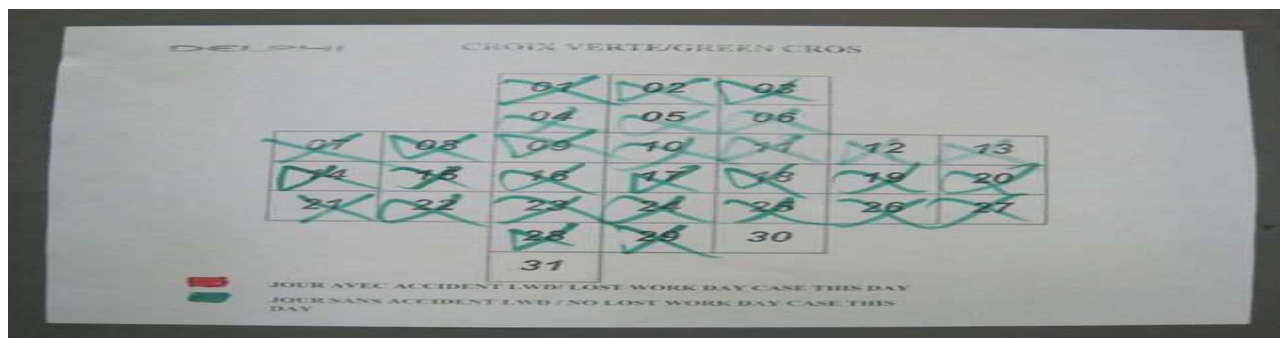 DELPHI
CROIX VERTE/GREEN CROS
01 02 03
04 05 06
07 08 09 10 11 12 13
14 15 16 17 18 19 20
21 22 23 24 25 26 27
28 29 30
31
JOUR AVEC ACCIDENT LWD/ LOST WORK DAY CASE THIS DAY
JOUR SANS ACCIDENT LWD / NO LOST WORK DAY CASE THIS
DAY